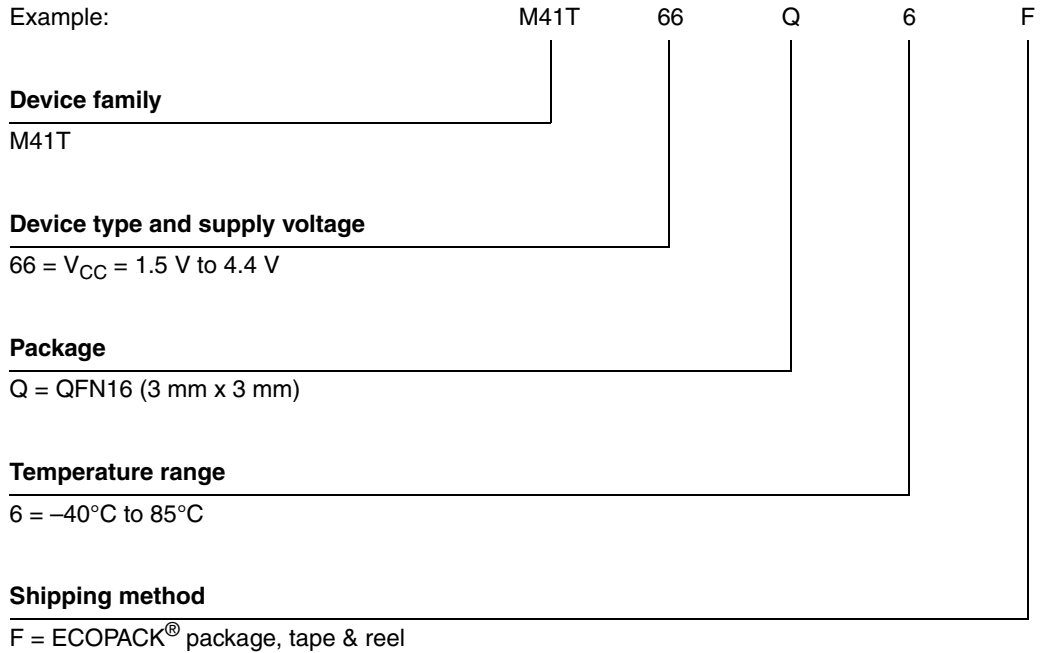 Example: M41T 66 Q 6 F
Device family
M41T
Device type and supply voltage
66 = VCC = 1.5 V to 4.4 V
Package
Q = QFN16 (3 mm x 3 mm)
Temperature range
6 = –40°C to 85°C
Shipping method
F = ECOPACK® package, tape & reel